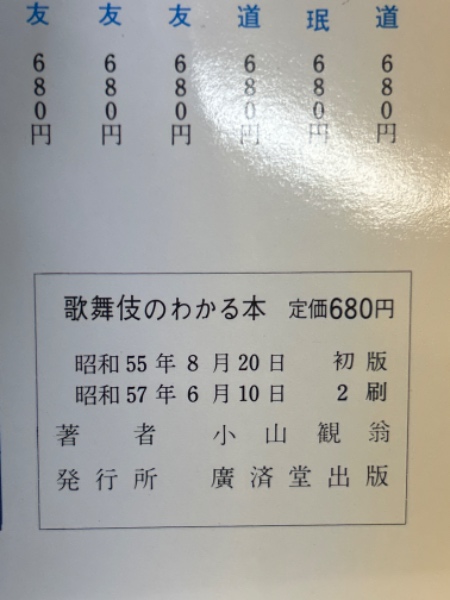 道 680円
珉 680円
道 680円
友 680円
友 680円
友 680円
歌舞伎のわかる本 定価680円
昭和55年8月20日 初版
昭和57年6月10日 2刷
著者 小山観翁
発行所 廣済堂出版